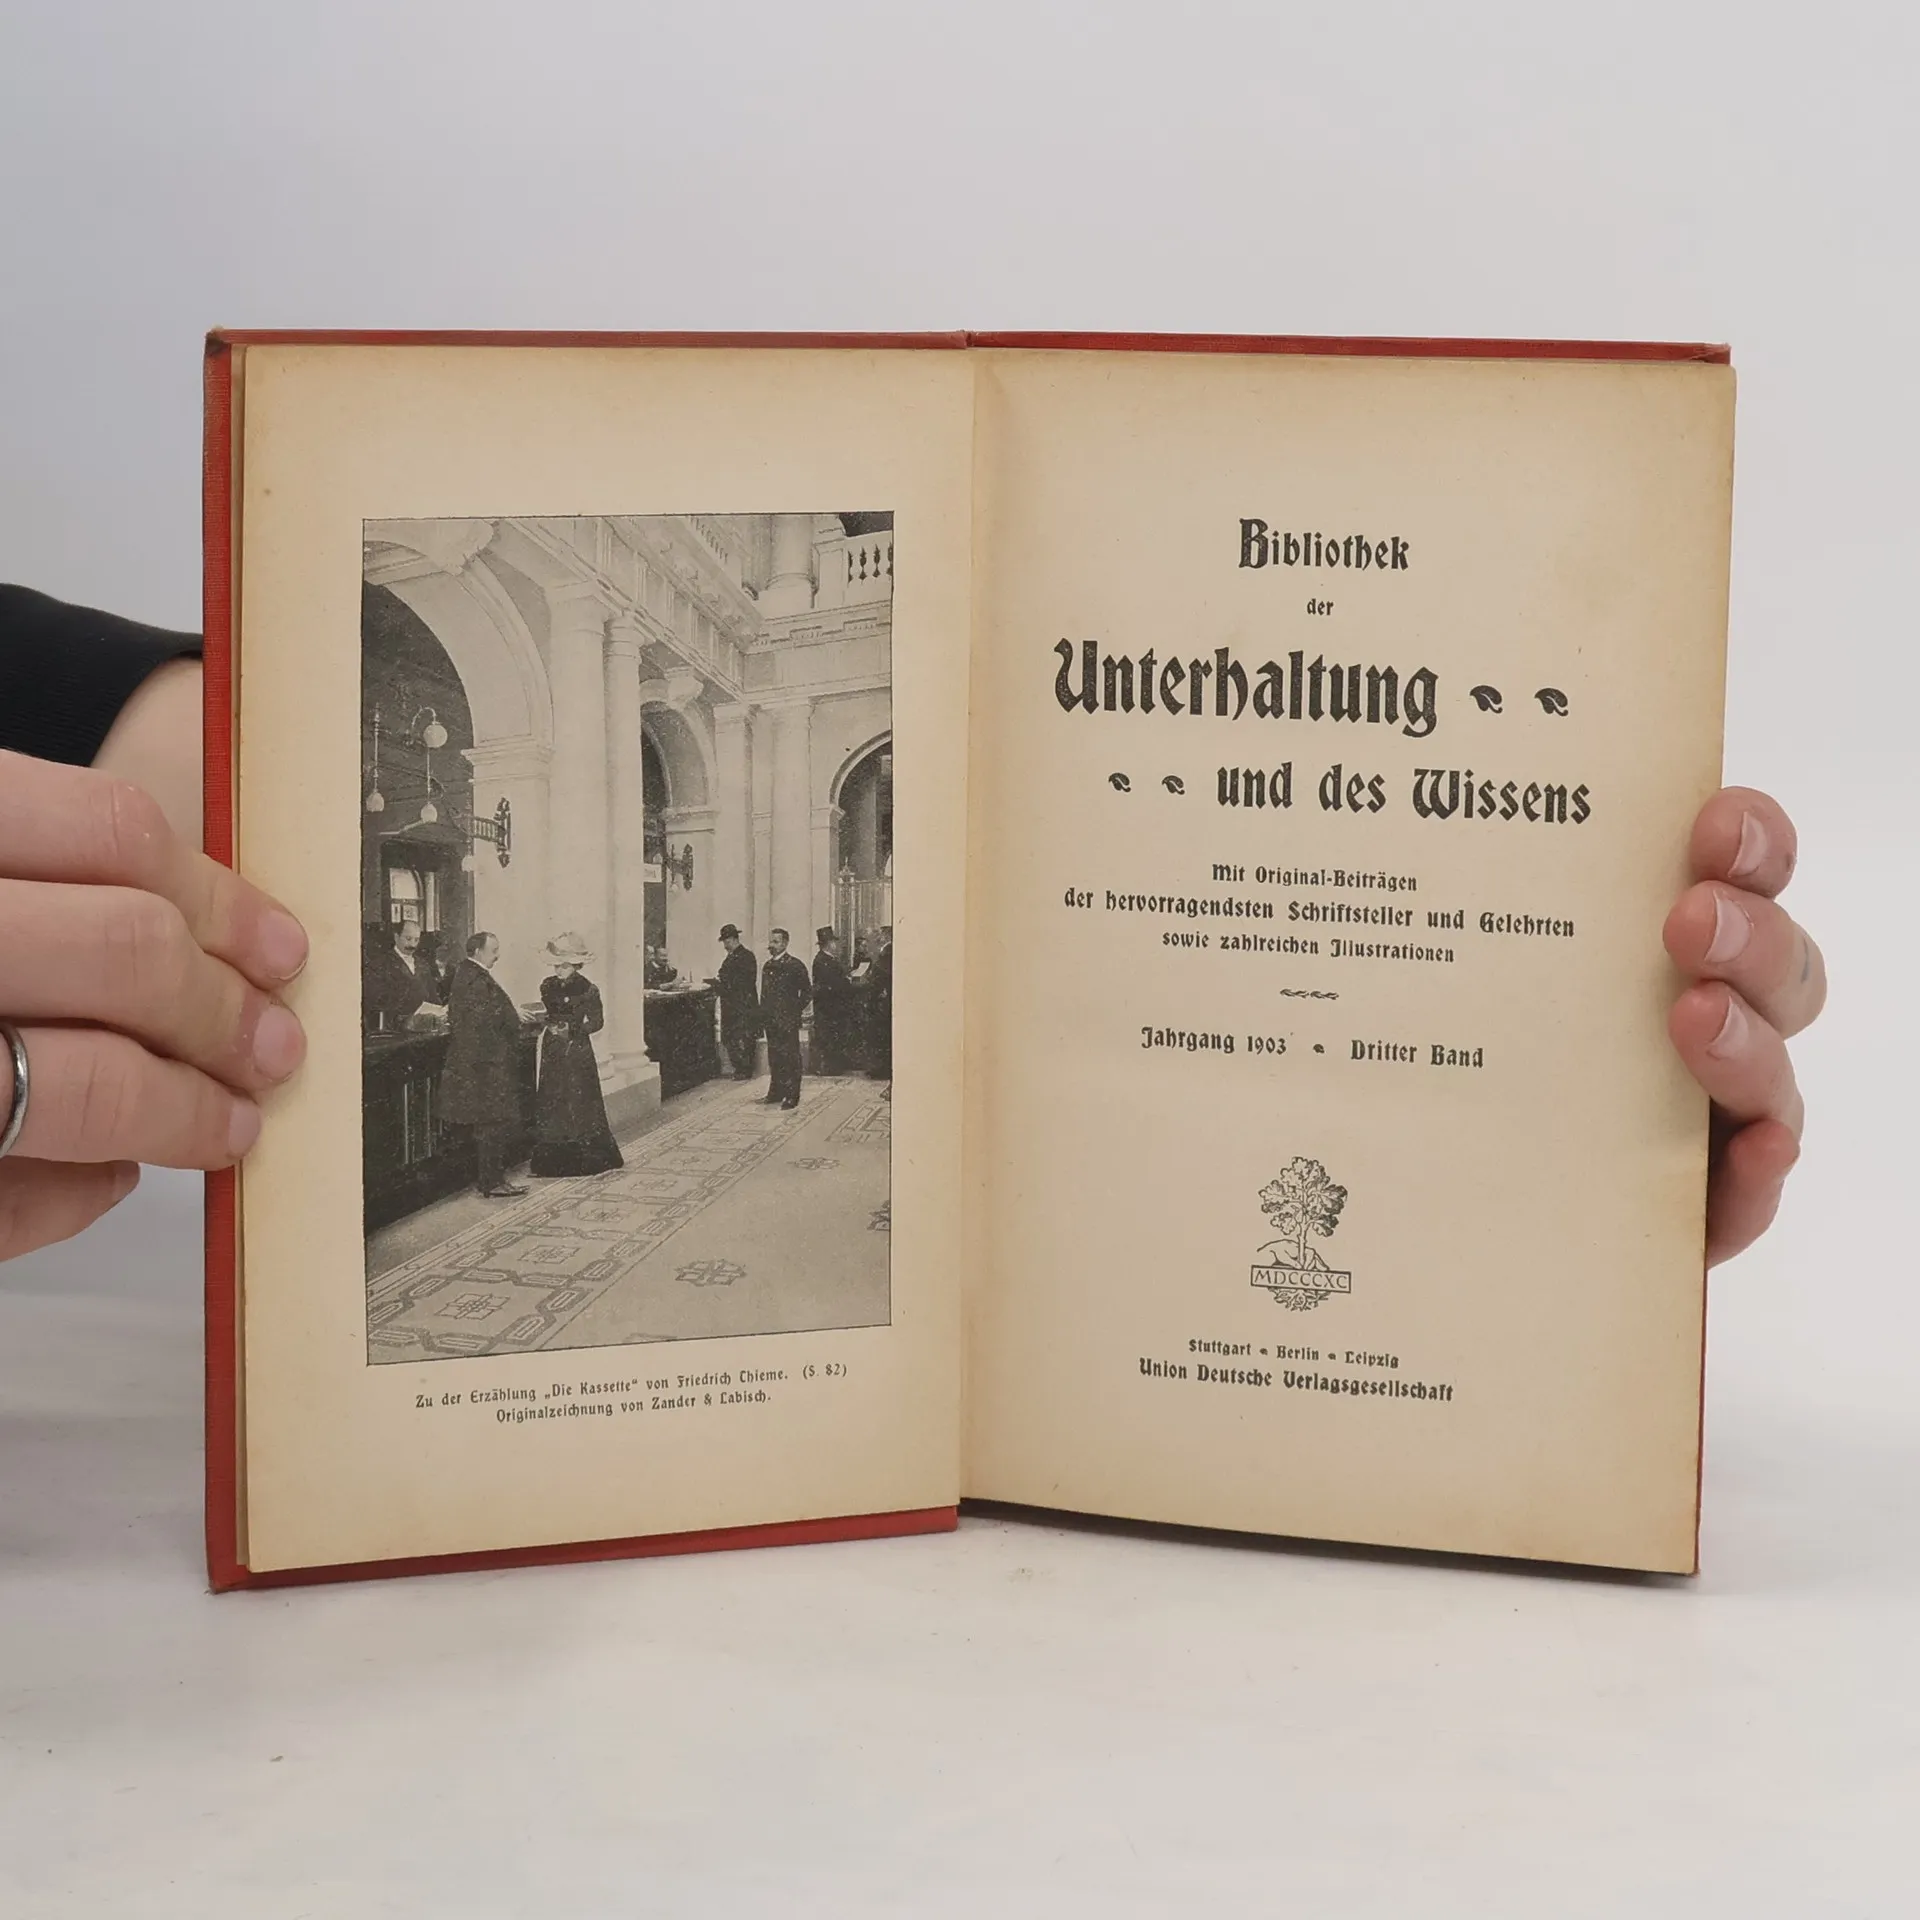 Zu der Erzählung „Die Kassette“ von Friedrich Thieme. (S. 82)
Originalzeichnung von Zander & Labisch.
Bibliothek
der
Unterhaltung
und des Wissens
Mit Original-Beiträgen
der hervorragendsten Schriftsteller und Gelehrten
sowie zahlreichen Illustrationen
Jahrgang 1903 Dritter Band
MDCCCXC
Stuttgart Berlin Leipzig
Union Deutsche Verlagsgesellschaft